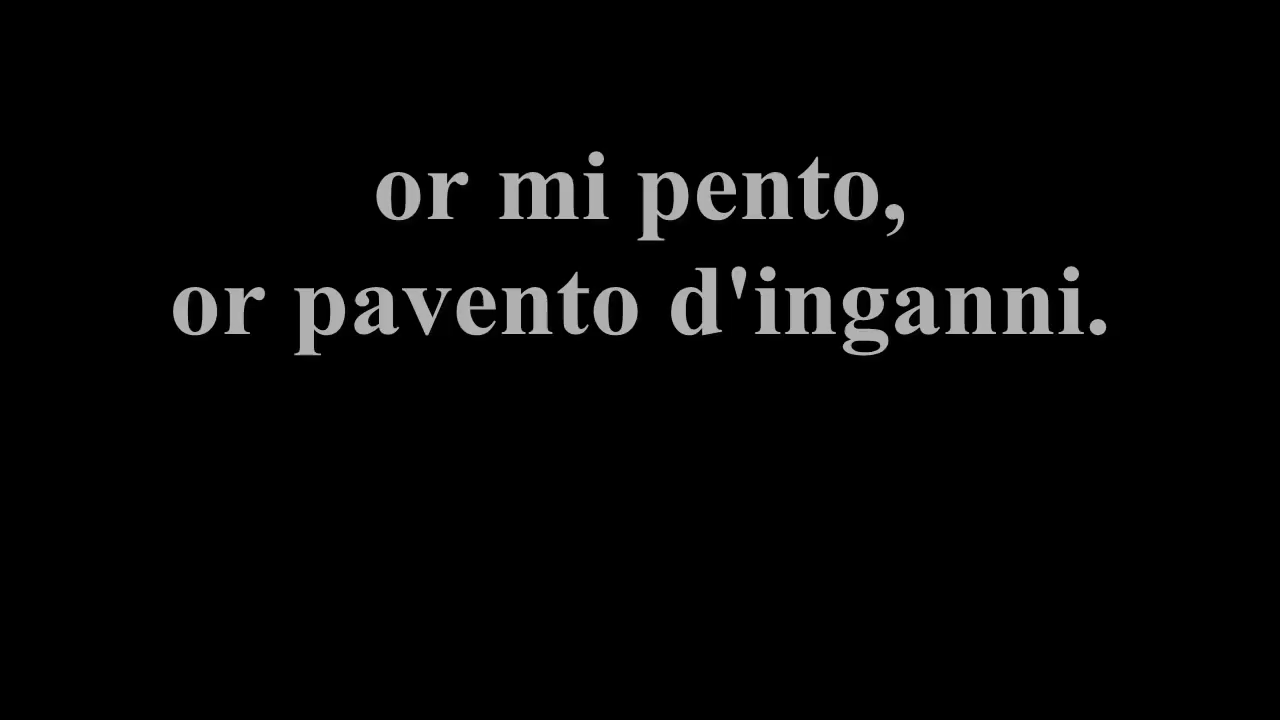 or mi pento,
or pavento d'inganni.